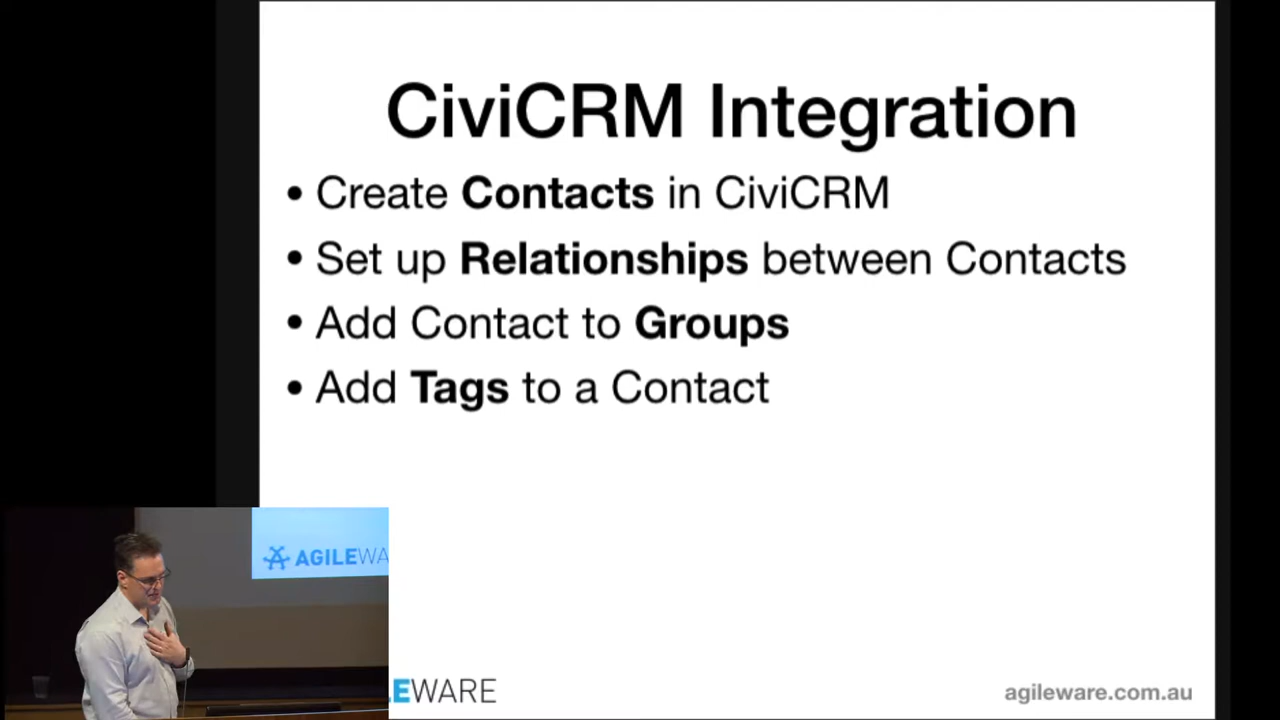 CiviCRM Integration
• Create Contacts in CiviCRM
• Set up Relationships between Contacts
• Add Contact to Groups
• Add Tags to a Contact
AGILEWA
LEWARE
agileware.com.au